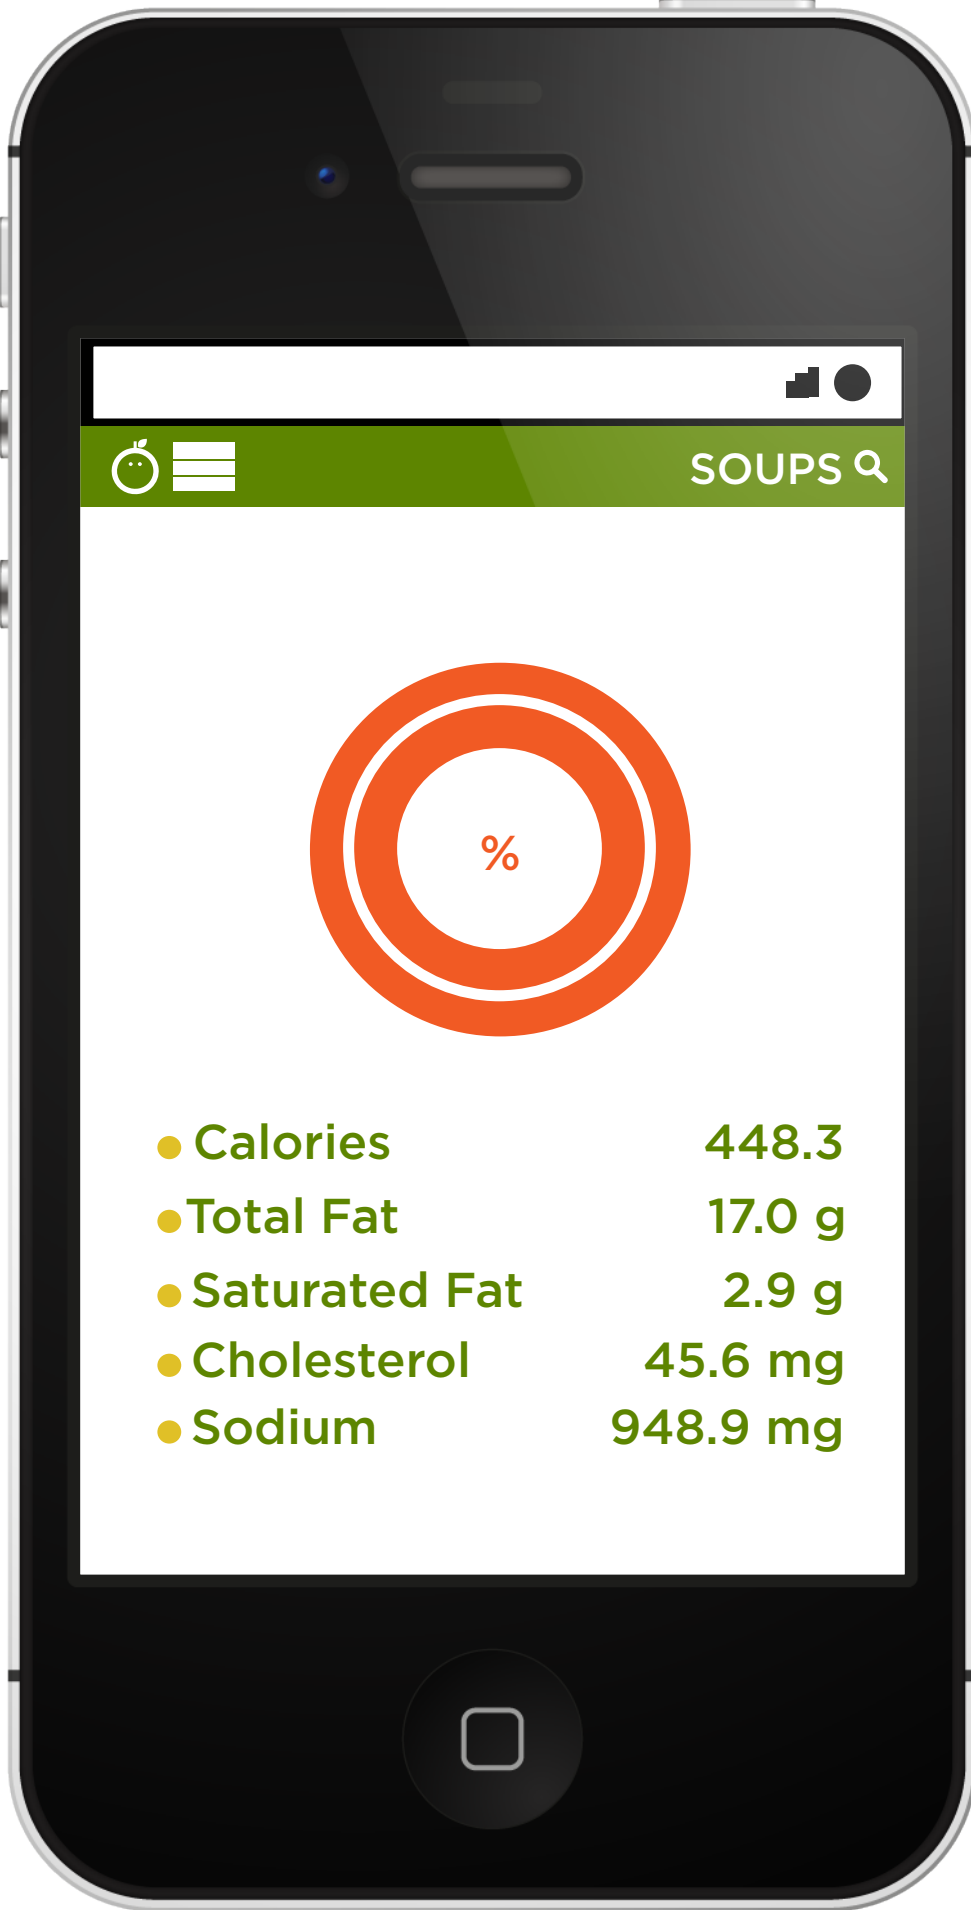 SOUPS
%
Calories 448.3
Total Fat 17.0 g
Saturated Fat 2.9 g
Cholesterol 45.6 mg
Sodium 948.9 mg